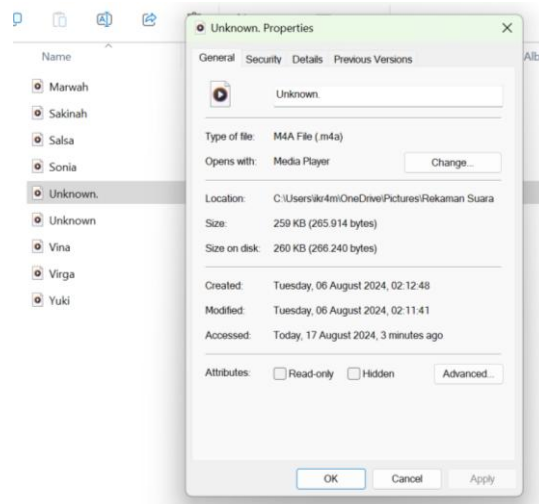 Name
Marwah
Sakinah
Salsa
Sonia
Unknown.
Unknown
Vina
Virga
Yuki
Unknown. Properties
General Security Details Previous Versions
Unknown.
Type of file: M4A File (.m4a)
Opens with: Media Player Change...
Location: C:\Users\ikr4m\OneDrive\Pictures\Rekaman Suara
Size: 259 KB (265.914 bytes)
Size on disk: 260 KB (266.240 bytes)
Created: Tuesday, 06 August 2024, 02:12:48
Modified: Tuesday, 06 August 2024, 02:11:41
Accessed: Today, 17 August 2024, 3 minutes ago
Attributes: Read-only Hidden Advanced...
OK Cancel Apply
Alb